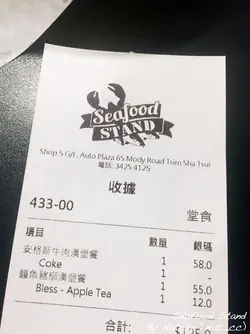 Seafood
STAND
Shop 5 G/F, Auto Plaza 65 Mody Road Tsim Sha Tsui
電話: 3425 4125
收據
433-00 堂食
項目 數量 銀碼
安格斯牛肉漢堡餐 1 58.0
Coke 1
鱷魚豬柳漢堡餐 1 55.0
Bless - Apple Tea 1 12.0
合計:
Seafood Stand